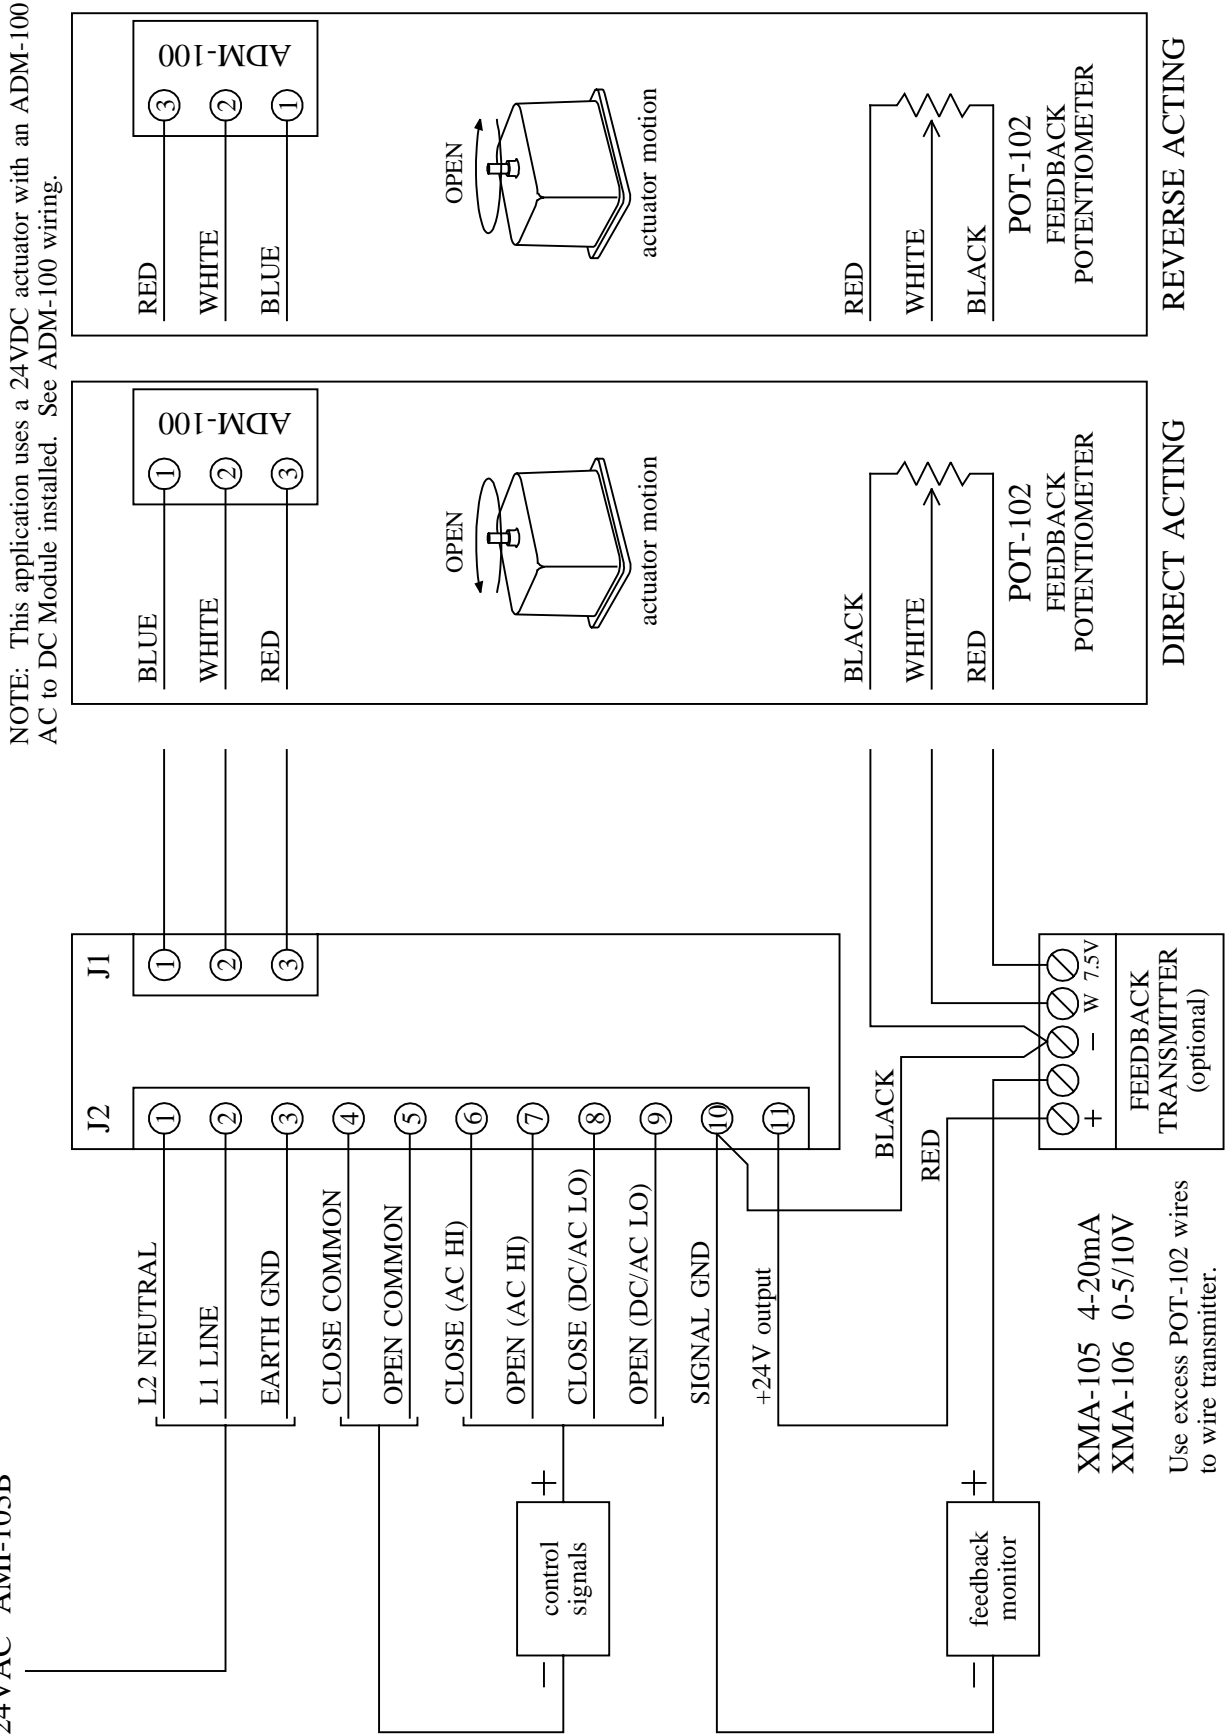 24VAC AMI-103B
NOTE: This application uses a 24VDC actuator with an ADM-100
AC to DC Module installed. See ADM-100 wiring.
J2
1
2
3
4
5
6
7
8
9
10
11
L2 NEUTRAL
L1 LINE
EARTH GND
CLOSE COMMON
OPEN COMMON
CLOSE (AC HI)
OPEN (AC HI)
CLOSE (DC/AC LO)
OPEN (DC/AC LO)
SIGNAL GND
+24V output
J1
1
2
3
− control signals +
− feedback monitor +
BLACK
RED
+ − W 7.5V
FEEDBACK
TRANSMITTER
(optional)
XMA-105 4-20mA
XMA-106 0-5/10V
Use excess POT-102 wires
to wire transmitter.
BLUE
WHITE
RED
1
2
3
ADM-100
OPEN
actuator motion
BLACK
WHITE
RED
POT-102
FEEDBACK
POTENTIOMETER
DIRECT ACTING
RED
WHITE
BLUE
3
2
1
ADM-100
OPEN
actuator motion
RED
WHITE
BLACK
POT-102
FEEDBACK
POTENTIOMETER
REVERSE ACTING